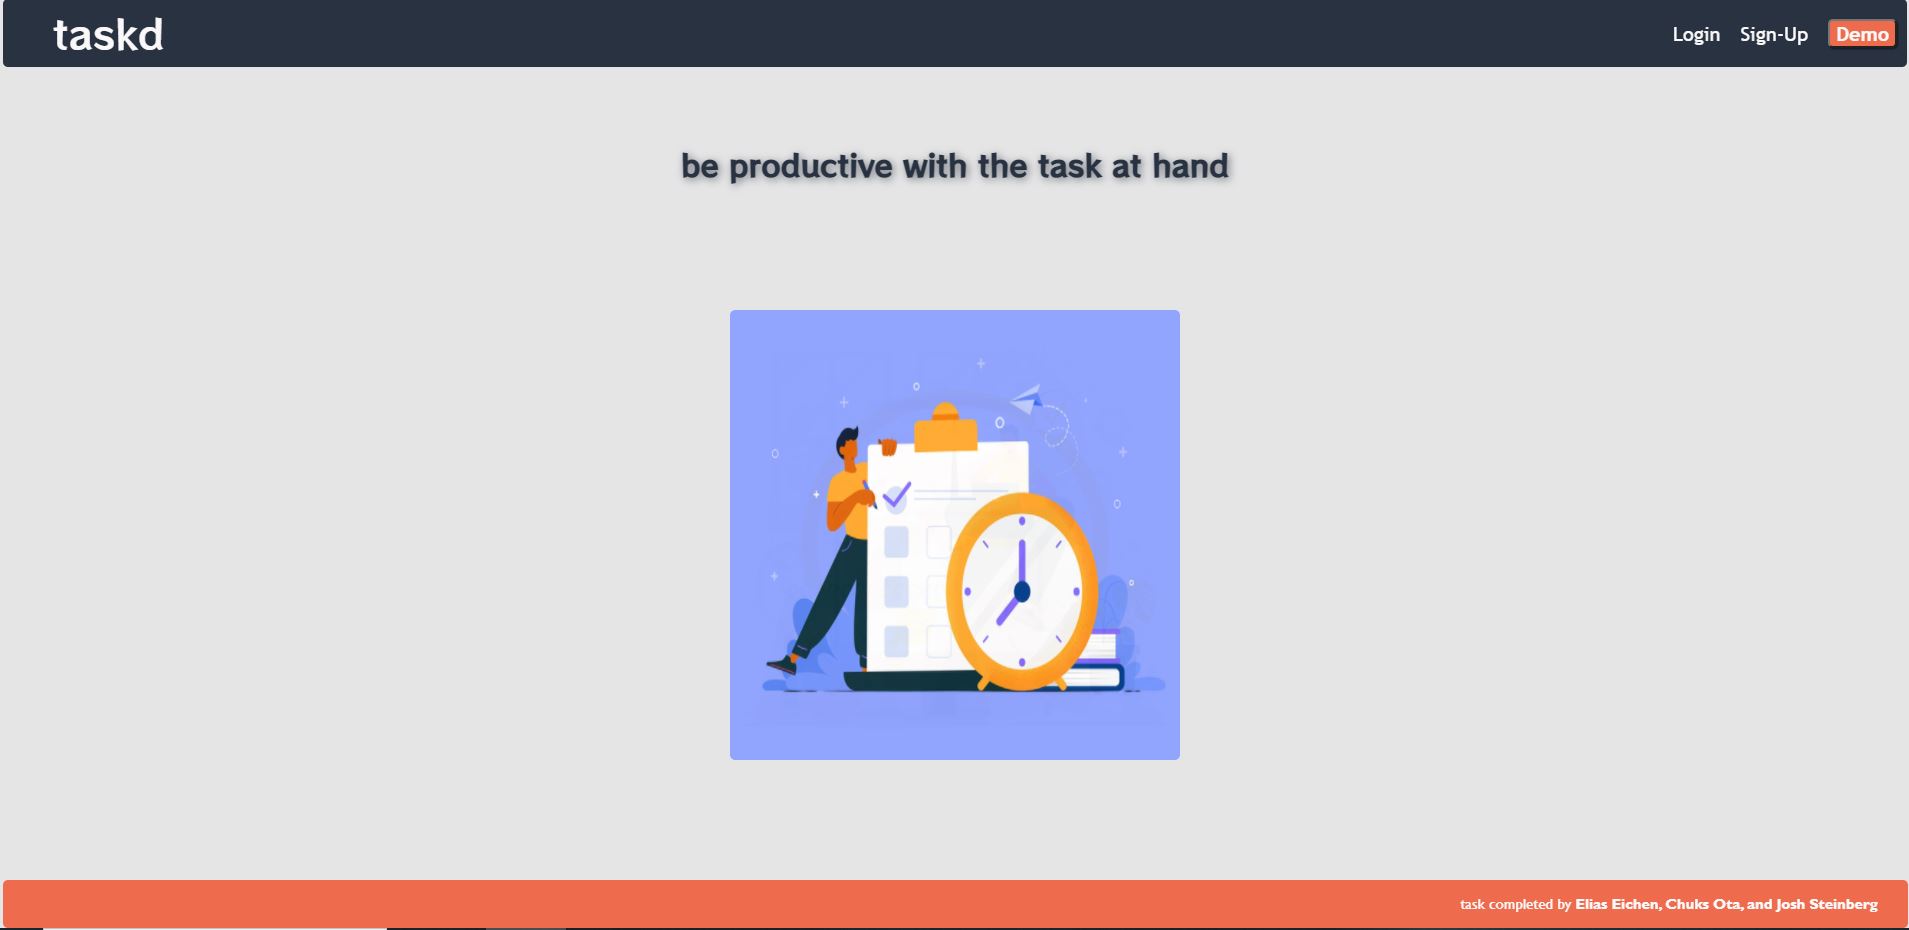 taskd
Login Sign-Up Demo
be productive with the task at hand
task completed by Elias Eichen, Chuks Ota, and Josh Steinberg